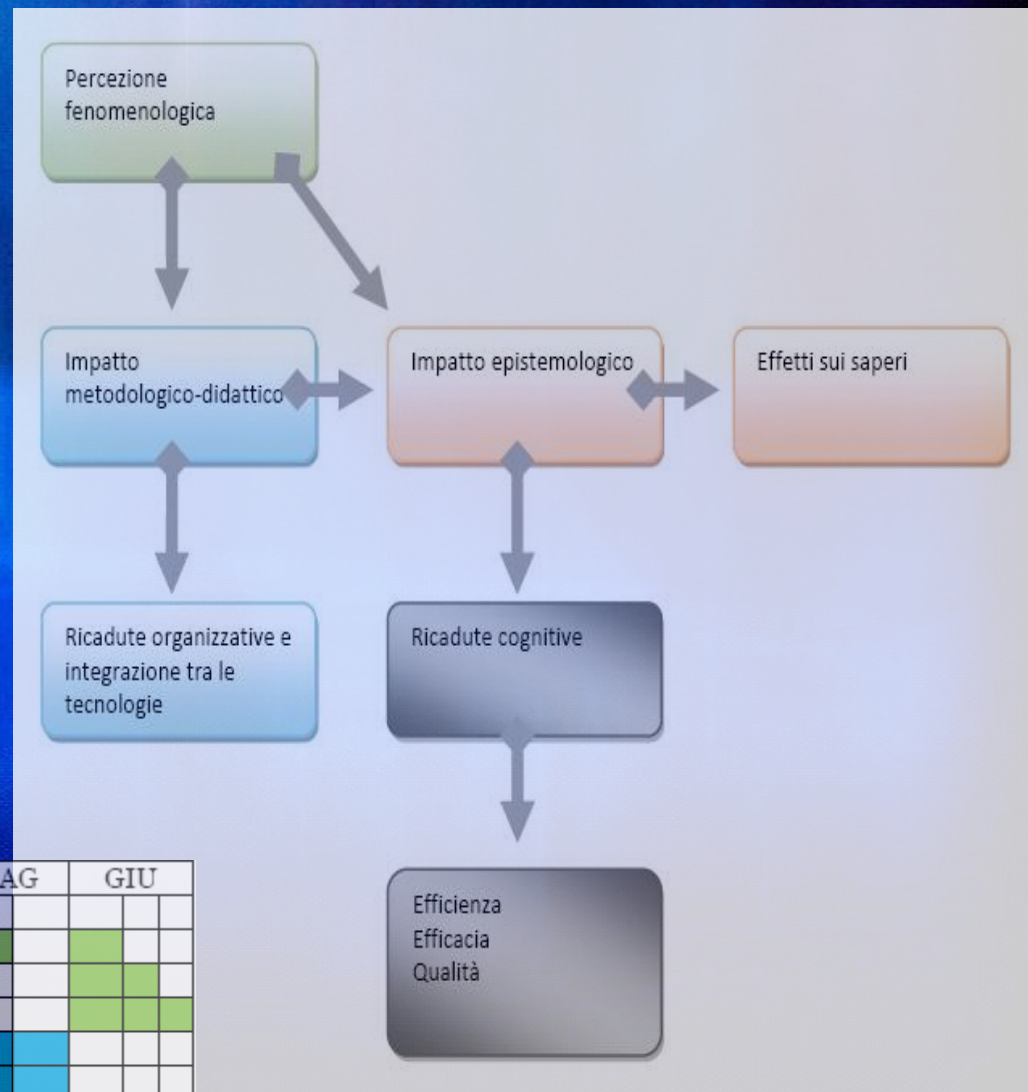 Percezione
fenomenologica
Impatto
metodologico-didattico
Impatto epistemologico
Effetti sui saperi
Ricadute organizzative e
integrazione tra le
tecnologie
Ricadute cognitive
Efficienza
Efficacia
Qualità
AG
GIU